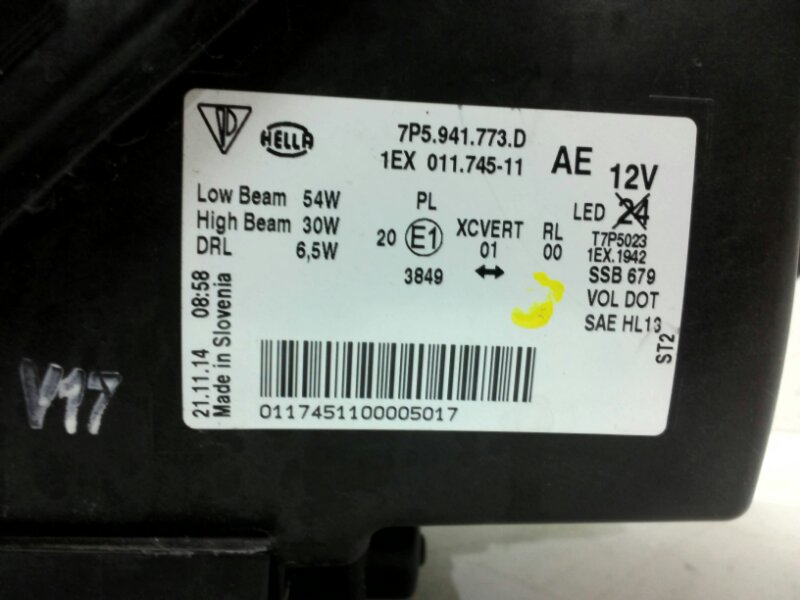 HELLA
7P5.941.773.D
1EX 011.745-11
AE
12V
Low Beam 54W
High Beam 30W
DRL 6,5W
PL
20 E1
3849
XCVERT
01
RL
00
LED 24
T7P5023
1EX.1942
SSB 679
VOL DOT
SAE HL13
ST2
21.11.14 08:58
Made in Slovenia
0117451100005017
V17